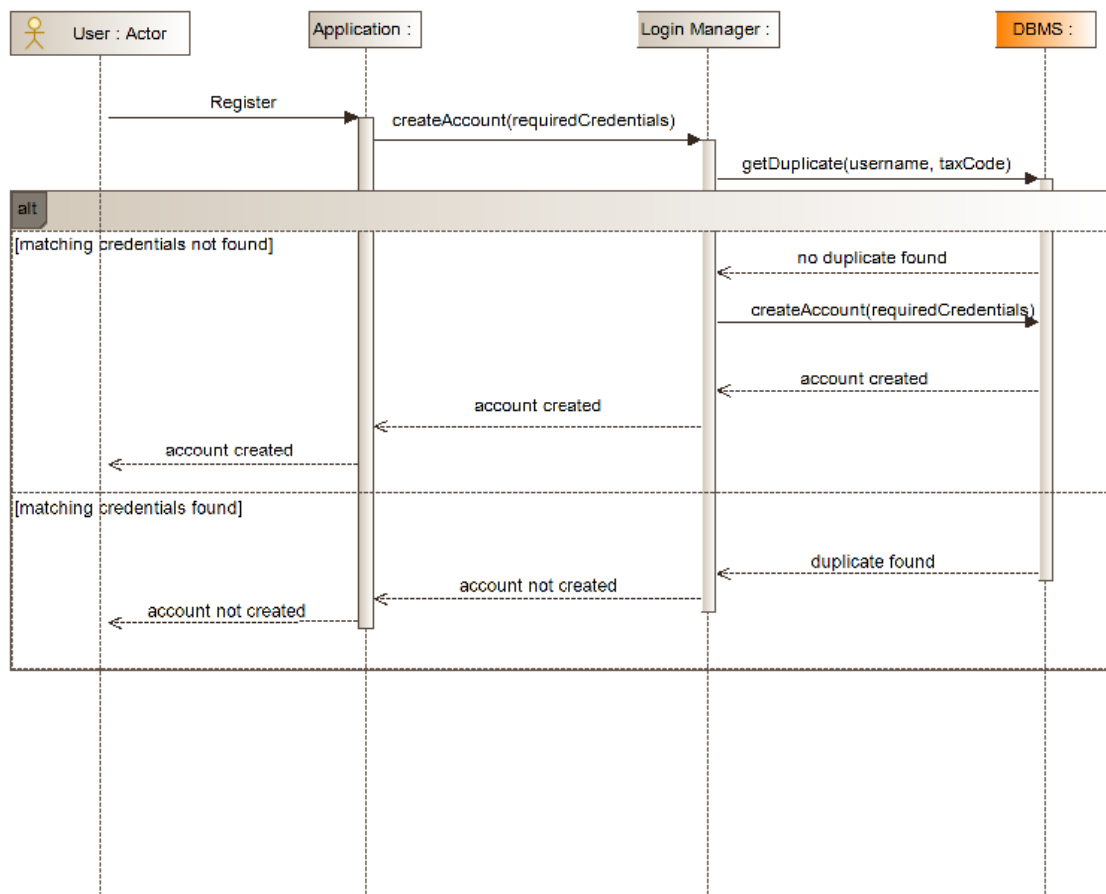 User : Actor
Application :
Login Manager :
DBMS :
Register
createAccount(requiredCredentials)
getDuplicate(username, taxCode)
alt
[matching credentials not found]
no duplicate found
createAccount(requiredCredentials)
account created
account created
account created
[matching credentials found]
duplicate found
account not created
account not created